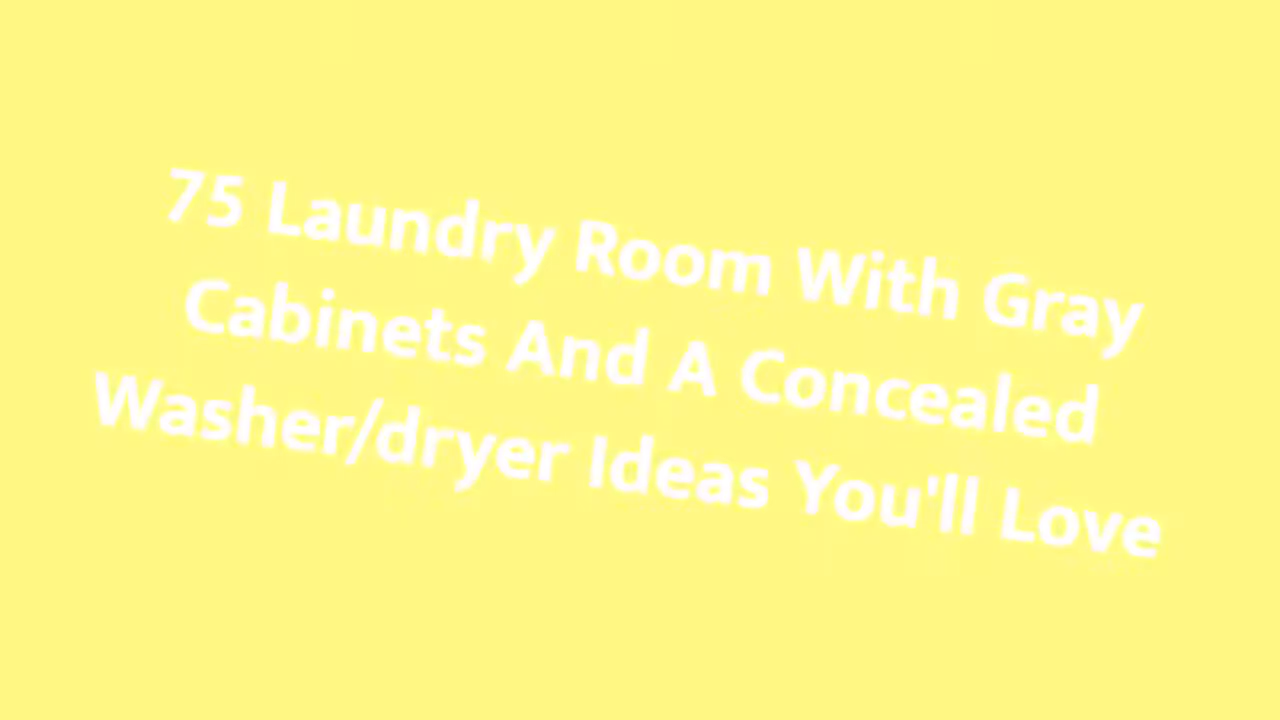 75 Laundry Room With Gray
Cabinets And A Concealed
Washer/dryer Ideas You'll Love